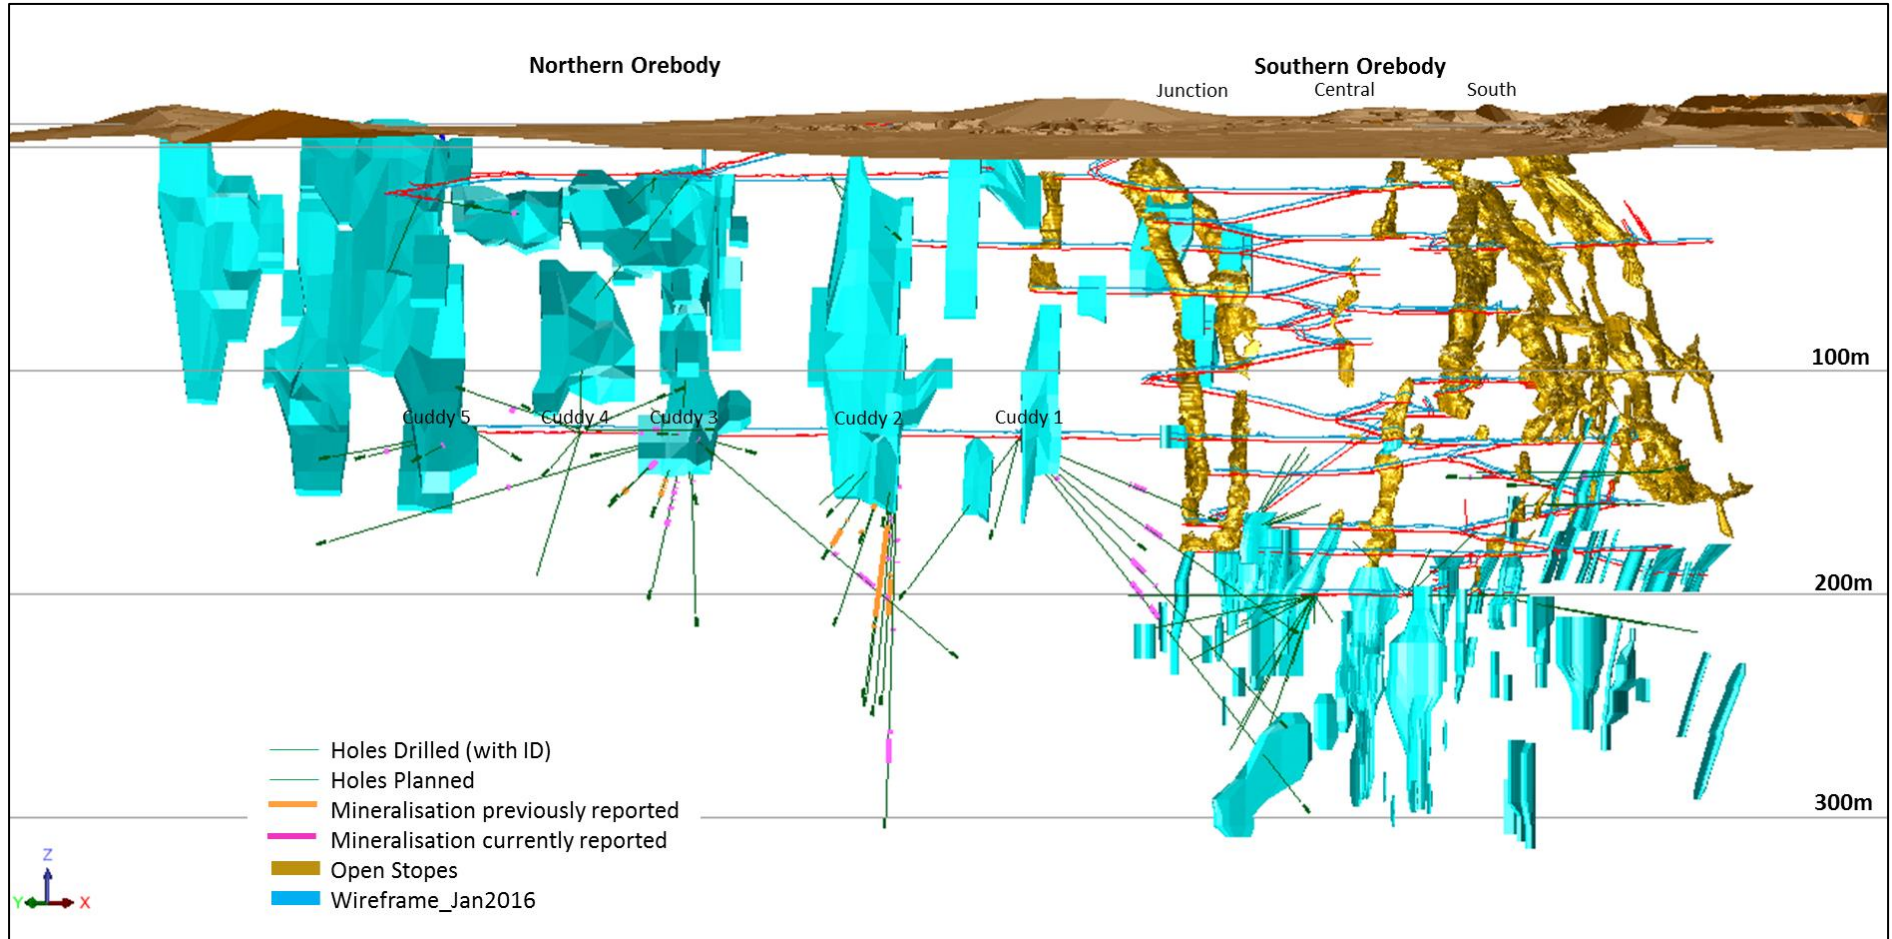 Northern Orebody
Southern Orebody
Junction
Central
South
100m
Cuddy 5
Cuddy 4
Cuddy 3
Cuddy 2
Cuddy 1
200m
Holes Drilled (with ID)
Holes Planned
Mineralisation previously reported
300m
Mineralisation currently reported
Open Stopes
Wireframe_Jan2016
Z
Y
X